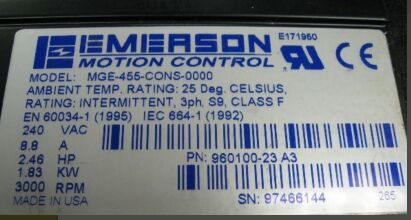 EMERSON
MOTION CONTROL
E171950
MODEL: MGE-455-CONS-0000
AMBIENT TEMP. RATING: 25 Deg. CELSIUS,
RATING: INTERMITTENT, 3ph, S9, CLASS F
EN 60034-1 (1995) IEC 664-1 (1992)
240 VAC
8.8 A
2.46 HP
1.83 KW
3000 RPM
MADE IN USA
PN: 960100-23 A3
SN: 97466144
265